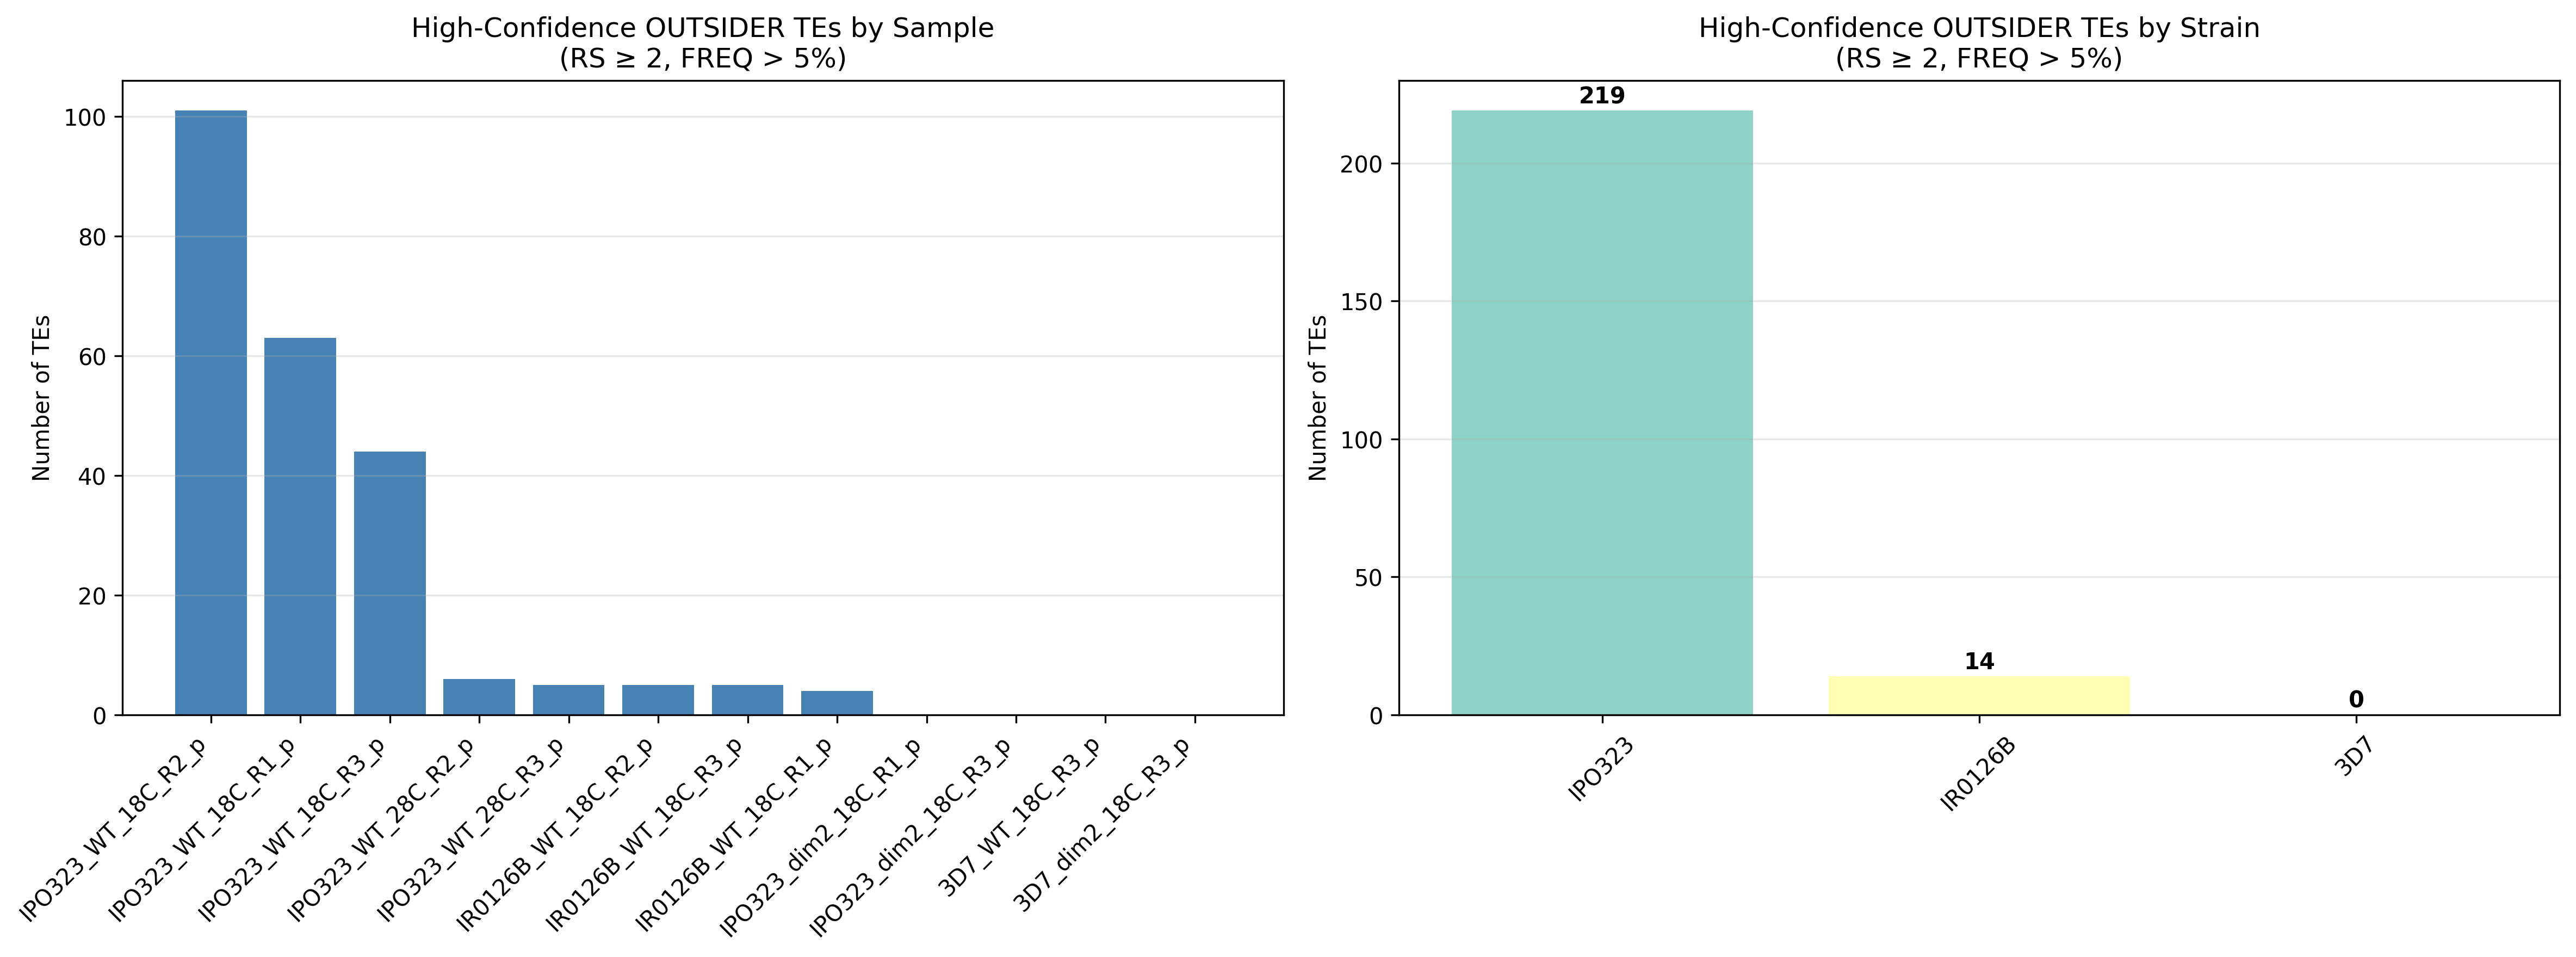 High-Confidence OUTSIDER TEs by Sample
(RS ≥ 2, FREQ > 5%)
Number of TEs
100
80
60
40
20
0
IPO323_WT_18C_R2_p
IPO323_WT_18C_R1_p
IPO323_WT_18C_R3_p
IPO323_WT_28C_R2_p
IPO323_WT_28C_R3_p
IR0126B_WT_18C_R2_p
IR0126B_WT_18C_R3_p
IR0126B_WT_18C_R1_p
IPO323_dim2_18C_R1_p
IPO323_dim2_18C_R3_p
3D7_WT_18C_R3_p
3D7_dim2_18C_R3_p
High-Confidence OUTSIDER TEs by Strain
(RS ≥ 2, FREQ > 5%)
Number of TEs
200
150
100
50
0
219
14
0
IPO323
IR0126B
3D7